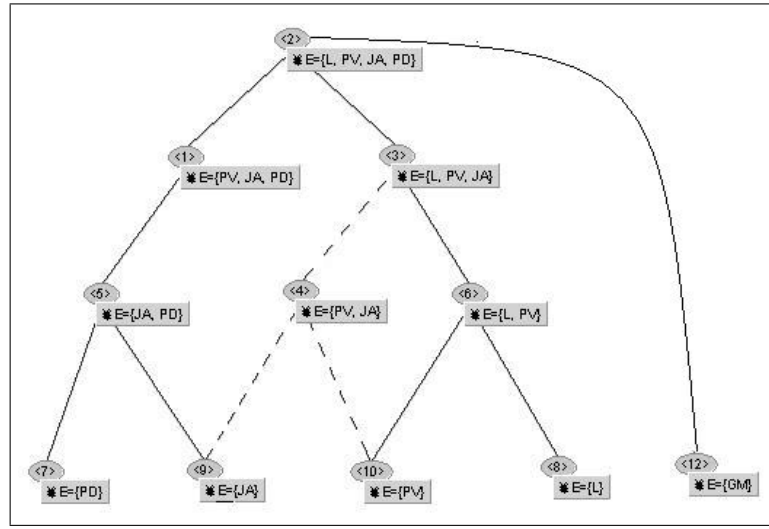 <2>
E={L, PV, JA, PD}
<1>
<3>
E={PV, JA, PD}
E={L, PV, JA}
<5>
<4>
<6>
E={JA, PD}
E={PV, JA}
E={L, PV}
<7>
<9>
<10>
<8>
<12>
E={PD}
E={JA}
E={PV}
E={L}
E={GM}